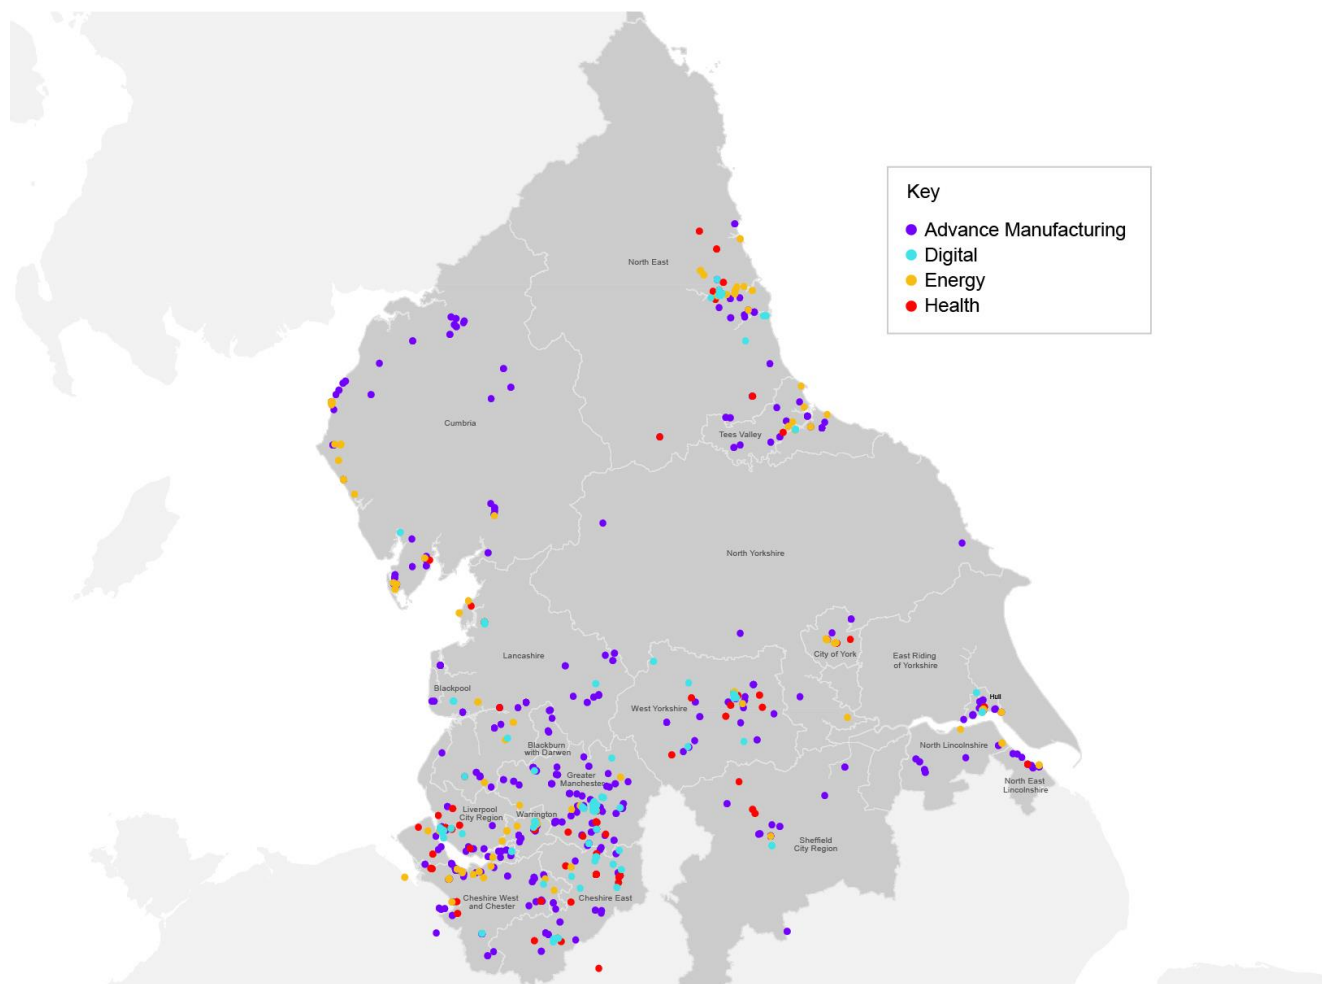 Key
Advance Manufacturing
Digital
Energy
Health
North East
Cumbria
Tees Valley
North Yorkshire
City of York
East Riding
of Yorkshire
Lancashire
Blackpool
West Yorkshire
Hull
Blackburn
with Darwen
North Lincolnshire
Greater
Manchester
North East
Lincolnshire
Liverpool
City Region
Warrington
Sheffield
City Region
Cheshire West
and Chester
Cheshire East